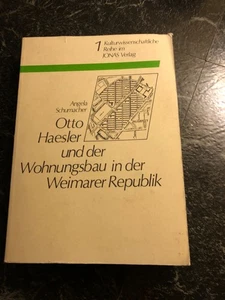 1 Kulturwissenschaftliche
Reihe im
JONAS Verlag
Angela
Schumacher
Otto
Haesler
und der
Wohnungsbau in der
Weimarer Republik